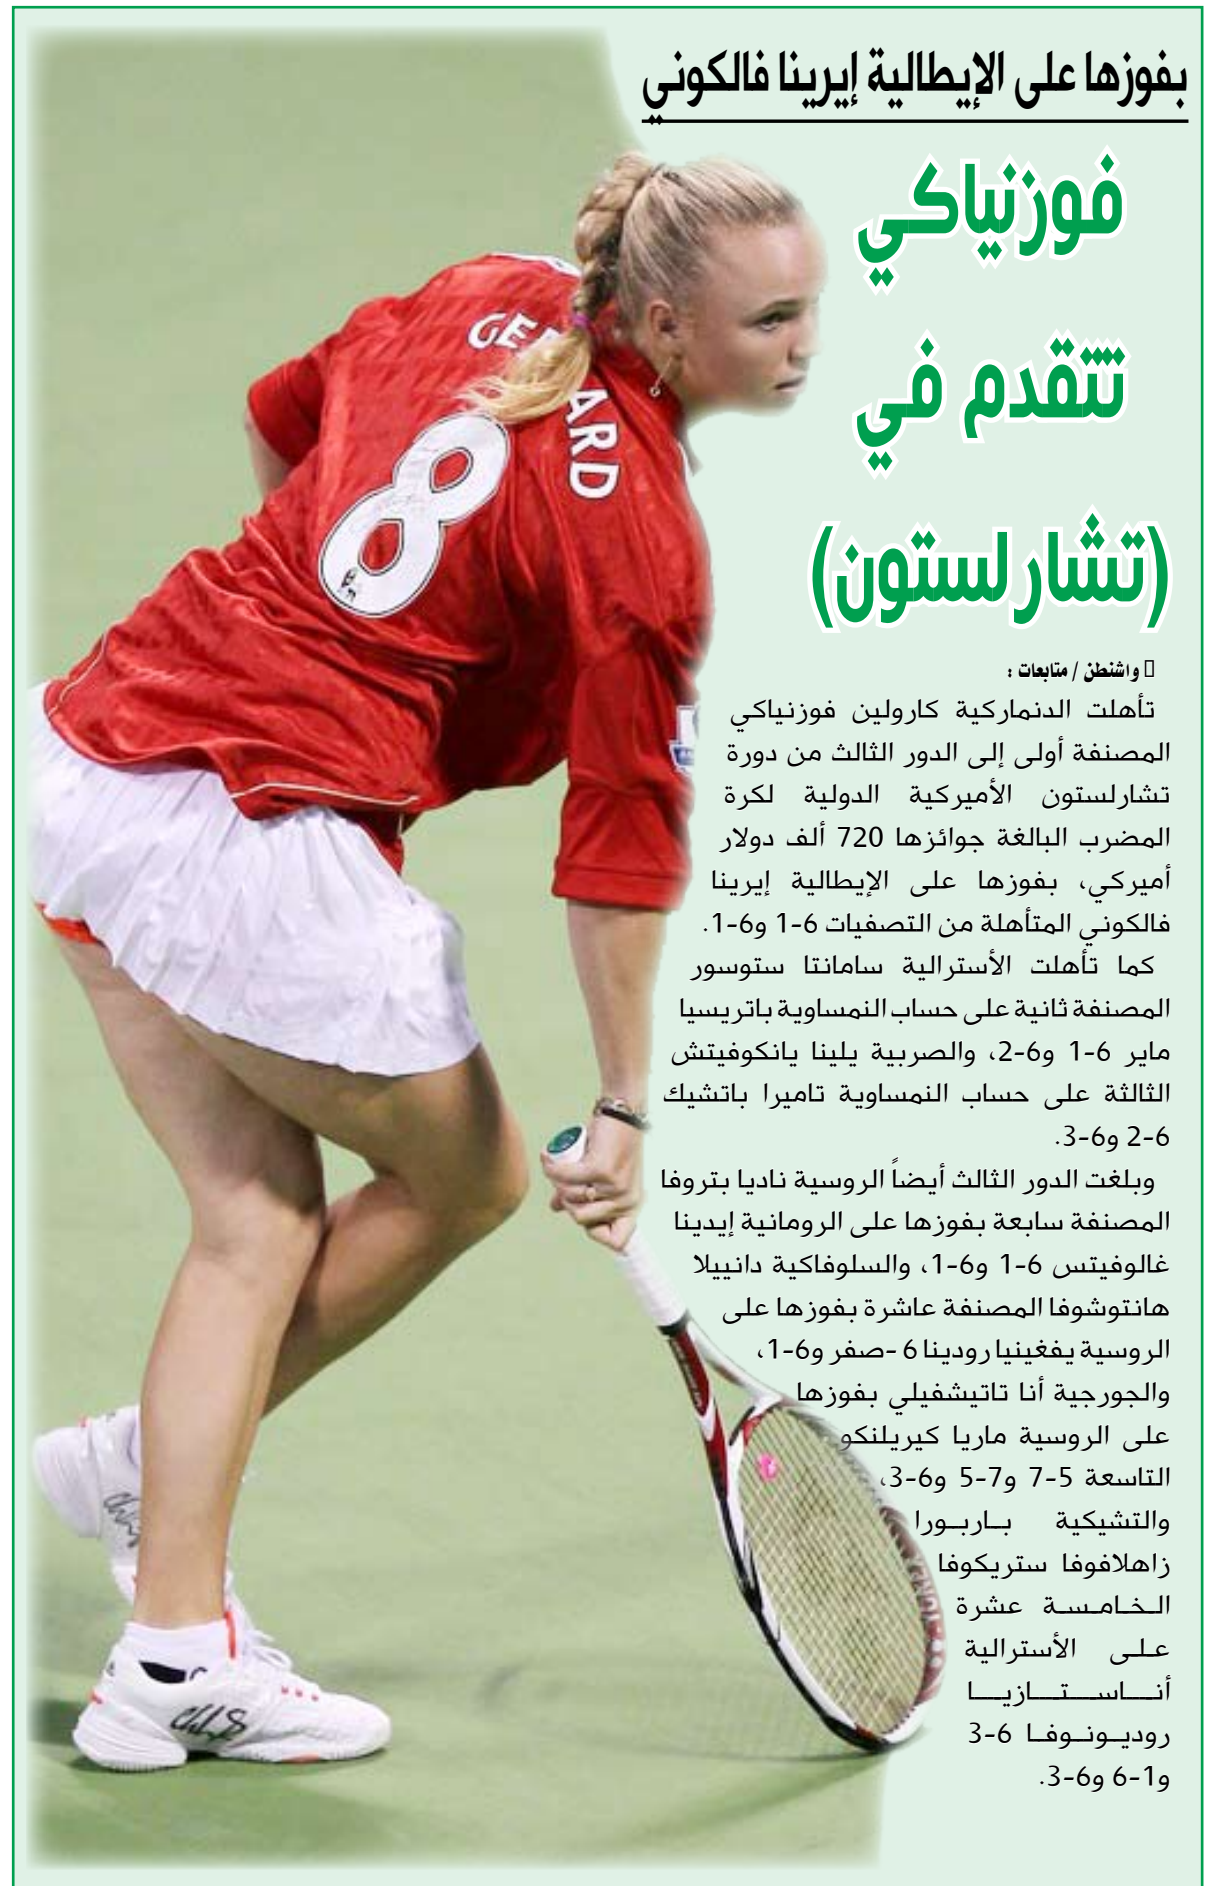 بفوزها على الإيطالية إيرينا فالكوني
فوزنياكي
تتقدم في
(تشارلستون)
واشنطن / متابعات :
تأهلت الدنماركية كارولين فوزنياكي
المصنفة أولى إلى الدور الثالث من دورة
تشارلستون الأميركية الدولية لكرة
المضرب البالغة جوائزها 720 ألف دولار
أميركي، بفوزها على الإيطالية إيرينا
فالكوني المتأهلة من التصفيات 6-1 و6-1.
كما تأهلت الأسترالية سامانتا ستوسور
المصنفة ثانية على حساب النمساوية باتريسيا
ماير 6-1 و6-2، والصربية يلينا يانكوفيتش
الثالثة على حساب النمساوية تاميرا باتشيك
6-2 و6-3.
وبلغت الدور الثالث أيضاً الروسية ناديا بتروفا
المصنفة سابعة بفوزها على الرومانية إيدينا
غالوفيتس 6-1 و6-1، والسلوفاكية دانييلا
هانتوشوفا المصنفة عاشرة بفوزها على
الروسية يفغينيا رودينا 6 -صفر و6-1،
والجورجية أنا تاتيشفيلي بفوزها
على الروسية ماريا كيريلنكو
التاسعة 5-7 و7-5 و6-3،
والتشيكية بــاربــورا
زاهلافوفا ستريكوفا
الـخـامـسـة عشرة
عـلـى الأسترالية
أنــاســتــازيــا
روديــونــوفــا 6-3
و1-6 و6-3.
GE
ARD
8